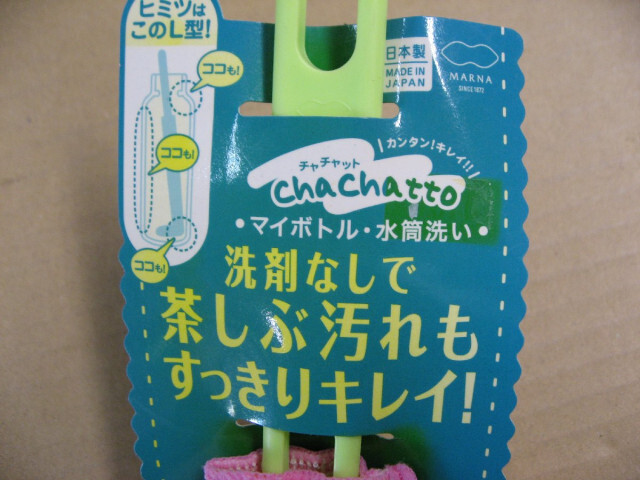 ヒミツは
このL型!
ココも!
ココも!
ココも!
日本製
MADE IN
JAPAN
MARNA
SINCE 1872
カンタン!キレイ!!
チャチャット
chachatto
•マイボトル・水筒洗い•
洗剤なしで
茶しぶ汚れも
すっきりキレイ!